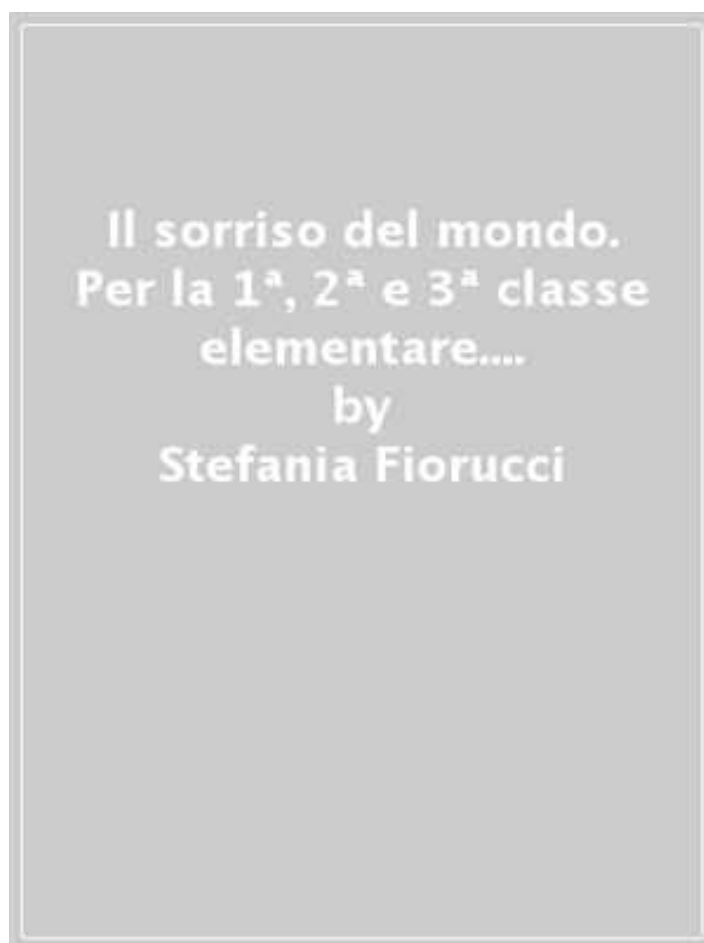 Il sorriso del mondo.
Per la 1ª, 2ª e 3ª classe
elementare....
by
Stefania Fiorucci